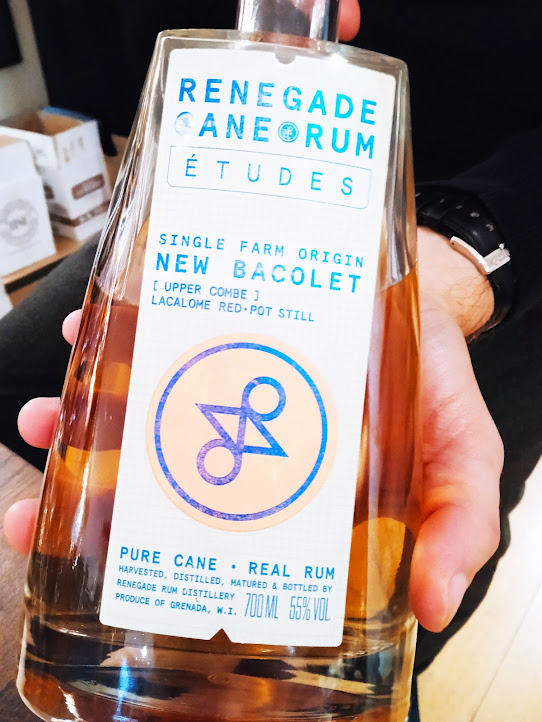 RENEGADE
CANE RUM
ÉTUDES
SINGLE FARM ORIGIN
NEW BACOLET
[ UPPER COMBE ]
LACALOME RED•POT STILL
PURE CANE • REAL RUM
HARVESTED, DISTILLED, MATURED & BOTTLED BY
RENEGADE RUM DISTILLERY
PRODUCE OF GRENADA, W.I. 700 ML 55% VOL